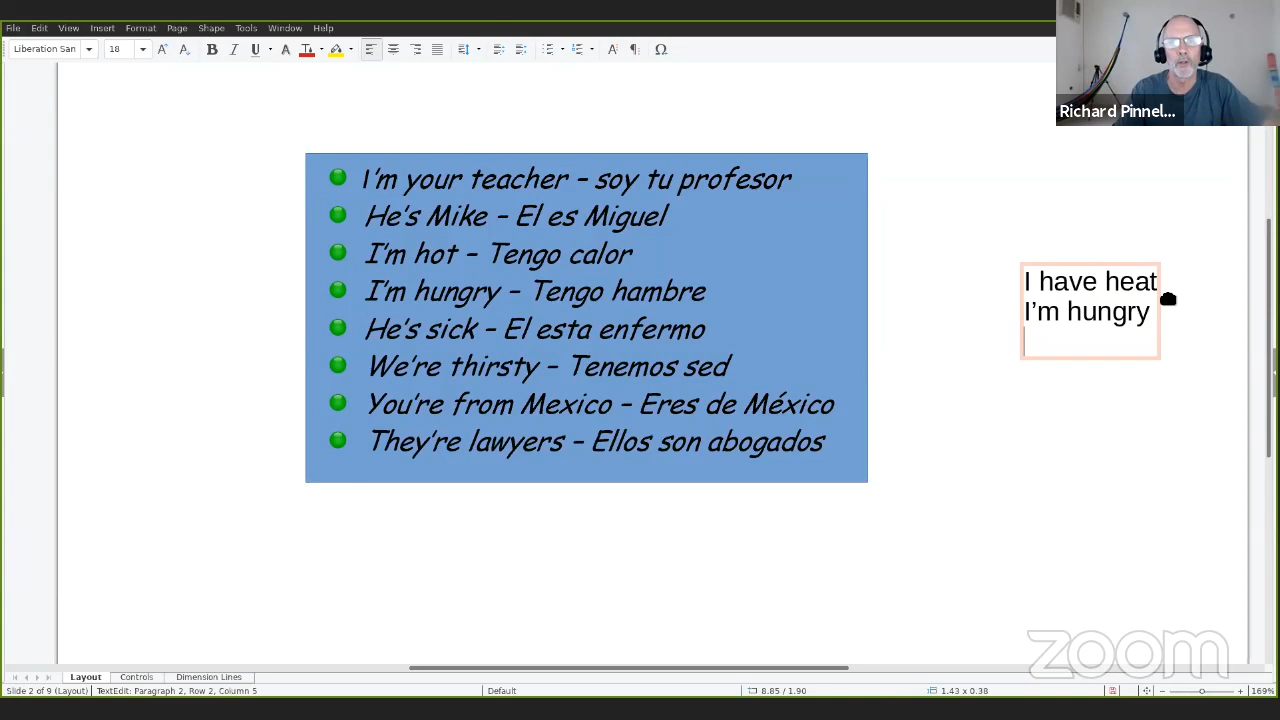 File Edit View Insert Format Page Shape Tools Window Help
Liberation San 18
Richard Pinnel...
I'm your teacher – soy tu profesor
He's Mike – El es Miguel
I'm hot – Tengo calor
I'm hungry – Tengo hambre
He's sick – El esta enfermo
We're thirsty – Tenemos sed
You're from Mexico – Eres de México
They're lawyers – Ellos son abogados
I have heat
I'm hungry
zoom
Layout Controls Dimension Lines
Slide 2 of 9 (Layout) TextEdit: Paragraph 2, Row 2, Column 5 Default 8.85 / 1.90 1.43 x 0.38 169%